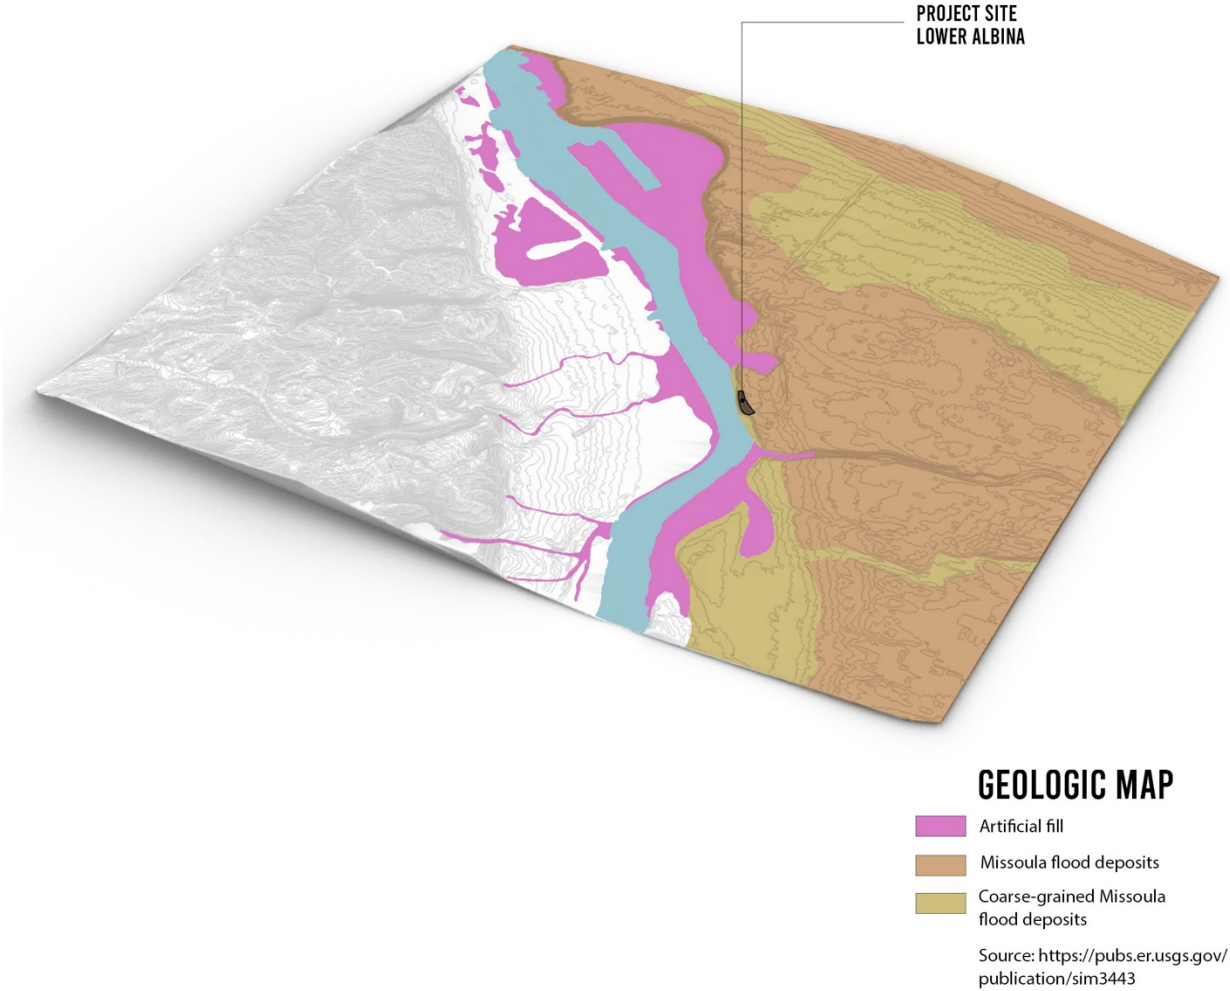 PROJECT SITE
LOWER ALBINA
GEOLOGIC MAP
Artificial fill
Missoula flood deposits
Coarse-grained Missoula
flood deposits
Source: https://pubs.er.usgs.gov/
publication/sim3443